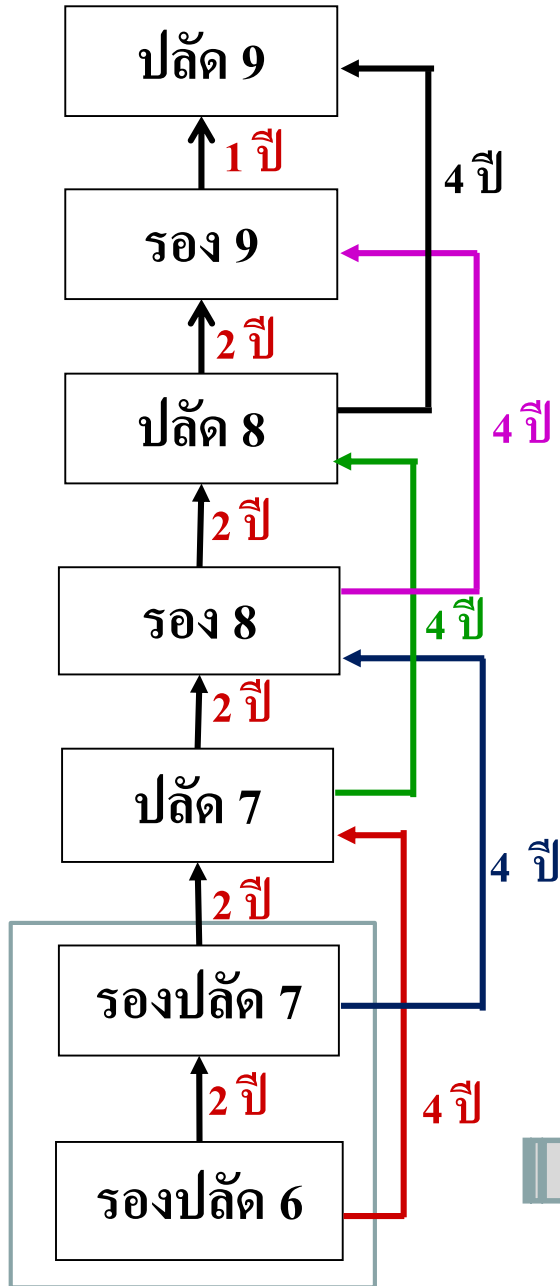 ปลัด 9
1 ปี
4 ปี
รอง 9
2 ปี
ปลัด 8
4 ปี
2 ปี
รอง 8
4 ปี
2 ปี
ปลัด 7
4 ปี
2 ปี
รองปลัด 7
2 ปี
4 ปี
รองปลัด 6